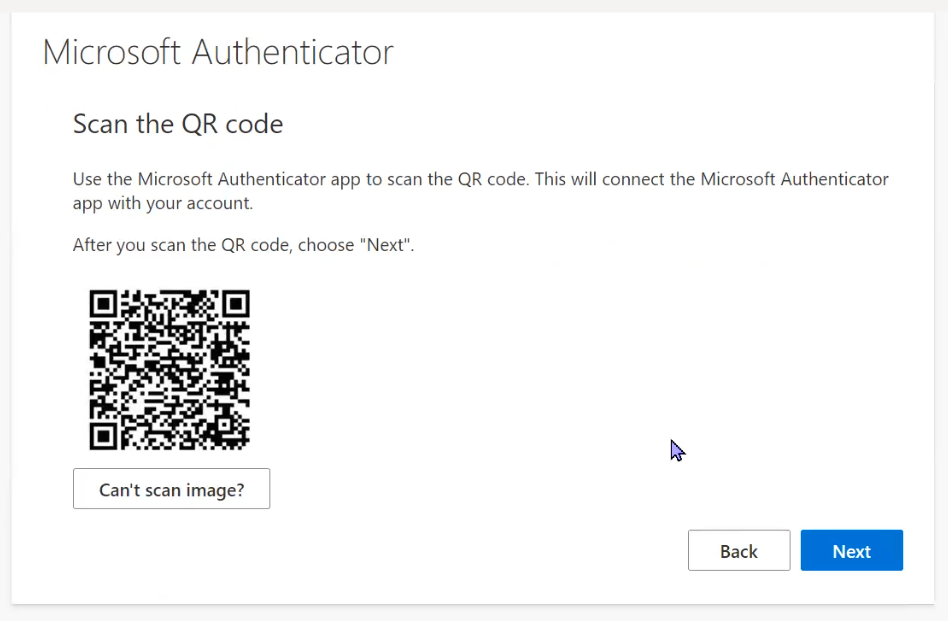 Microsoft Authenticator
Scan the QR code
Use the Microsoft Authenticator app to scan the QR code. This will connect the Microsoft Authenticator
app with your account.
After you scan the QR code, choose "Next".
Can't scan image?
Back
Next